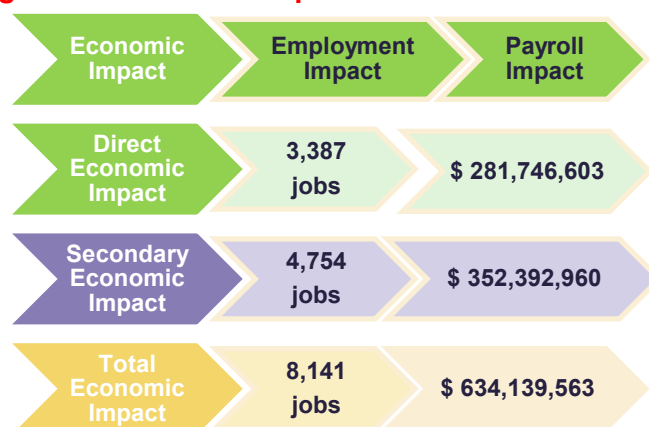 Economic
Impact
Employment
Impact
Payroll
Impact
Direct
Economic
Impact
3,387
jobs
$ 281,746,603
Secondary
Economic
Impact
4,754
jobs
$ 352,392,960
Total
Economic
Impact
8,141
jobs
$ 634,139,563